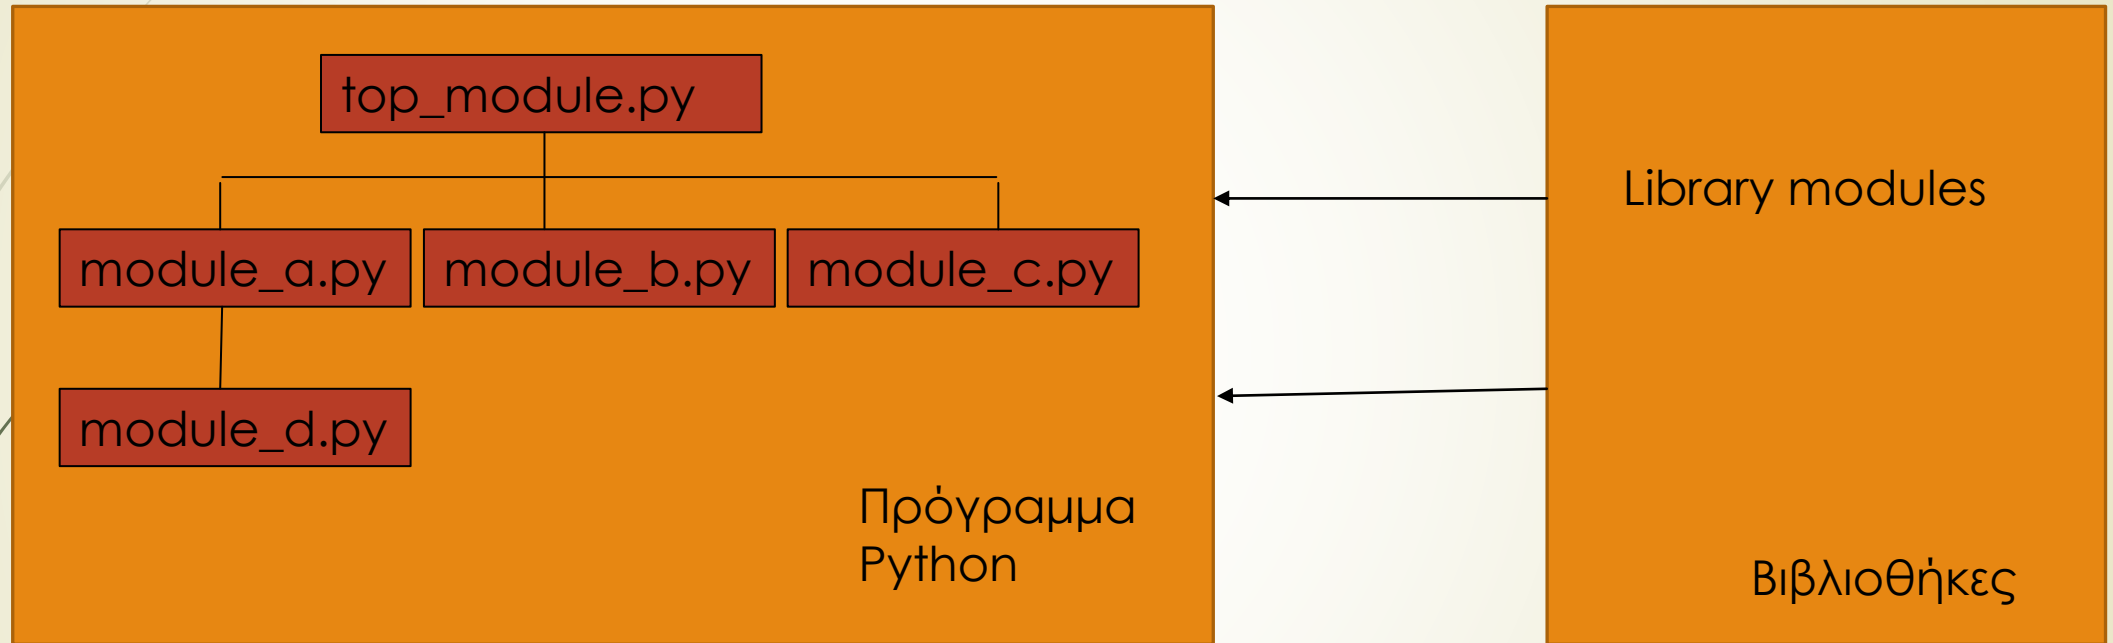 top_module.py
module_a.py
module_b.py
module_c.py
module_d.py
Πρόγραμμα
Python
Library modules
Βιβλιοθήκες